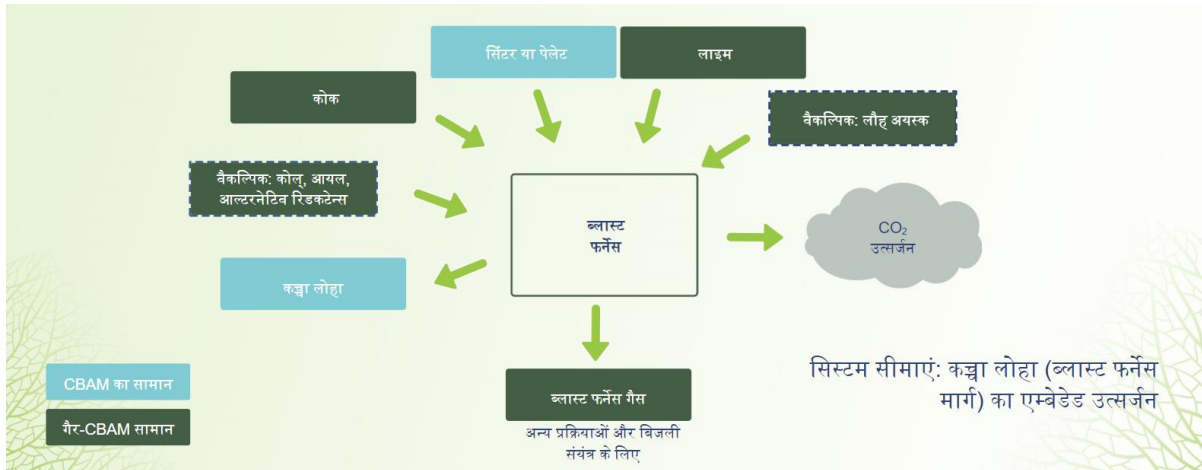 सिंटर या पेलेट
लाइम
कोक
वैकल्पिक: लौह अयस्क
वैकल्पिक: कोल्, आयल,
आल्टरनेटिव रिडकटेन्स
ब्लास्ट
फर्नेस
CO₂
उत्सर्जन
कच्चा लोहा
CBAM का सामान
गैर-CBAM सामान
ब्लास्ट फर्नेस गैस
अन्य प्रक्रियाओं और बिजली
संयंत्र के लिए
सिस्टम सीमाएं: कच्चा लोहा (ब्लास्ट फर्नेस
मार्ग) का एम्बेडेड उत्सर्जन